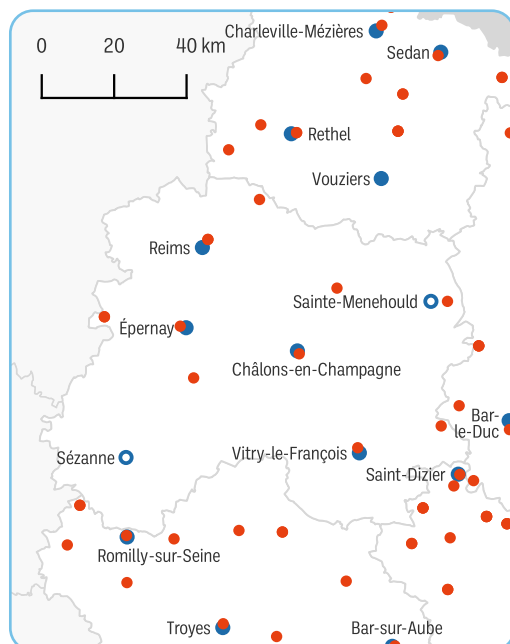 Charleville-Mézières
0 20 40 km
Sedan
Rethel
Vouziers
Reims
Sainte-Menehould
Épernay
Châlons-en-Champagne
Bar-
le-Duc
Sézanne
Vitry-le-François
Saint-Dizier
Romilly-sur-Seine
Troyes
Bar-sur-Aube